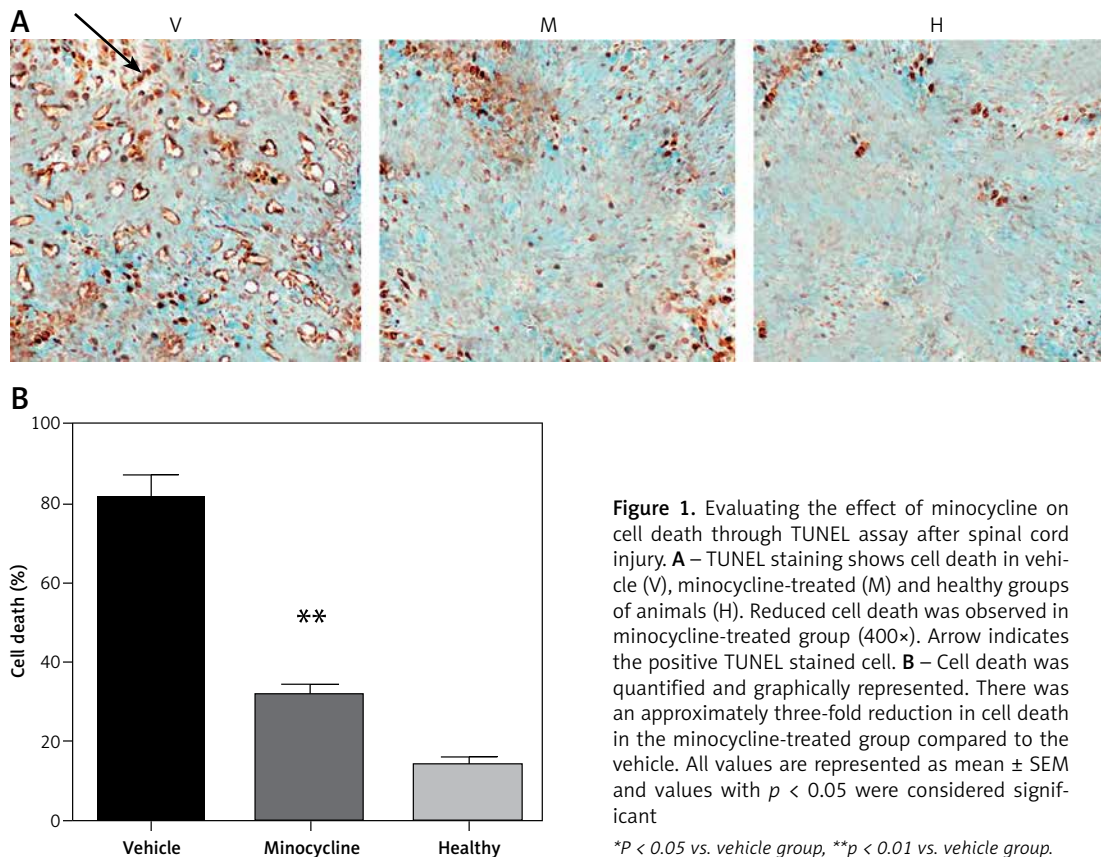 A
V
M
H
B
100
80
60
40
20
0
Cell death (%)
**
Vehicle
Minocycline
Healthy
Figure 1. Evaluating the effect of minocycline on
cell death through TUNEL assay after spinal cord
injury. A – TUNEL staining shows cell death in vehi-
cle (V), minocycline-treated (M) and healthy groups
of animals (H). Reduced cell death was observed in
minocycline-treated group (400×). Arrow indicates
the positive TUNEL stained cell. B – Cell death was
quantified and graphically represented. There was
an approximately three-fold reduction in cell death
in the minocycline-treated group compared to the
vehicle. All values are represented as mean ± SEM
and values with p < 0.05 were considered signif-
icant
*P < 0.05 vs. vehicle group, **p < 0.01 vs. vehicle group.